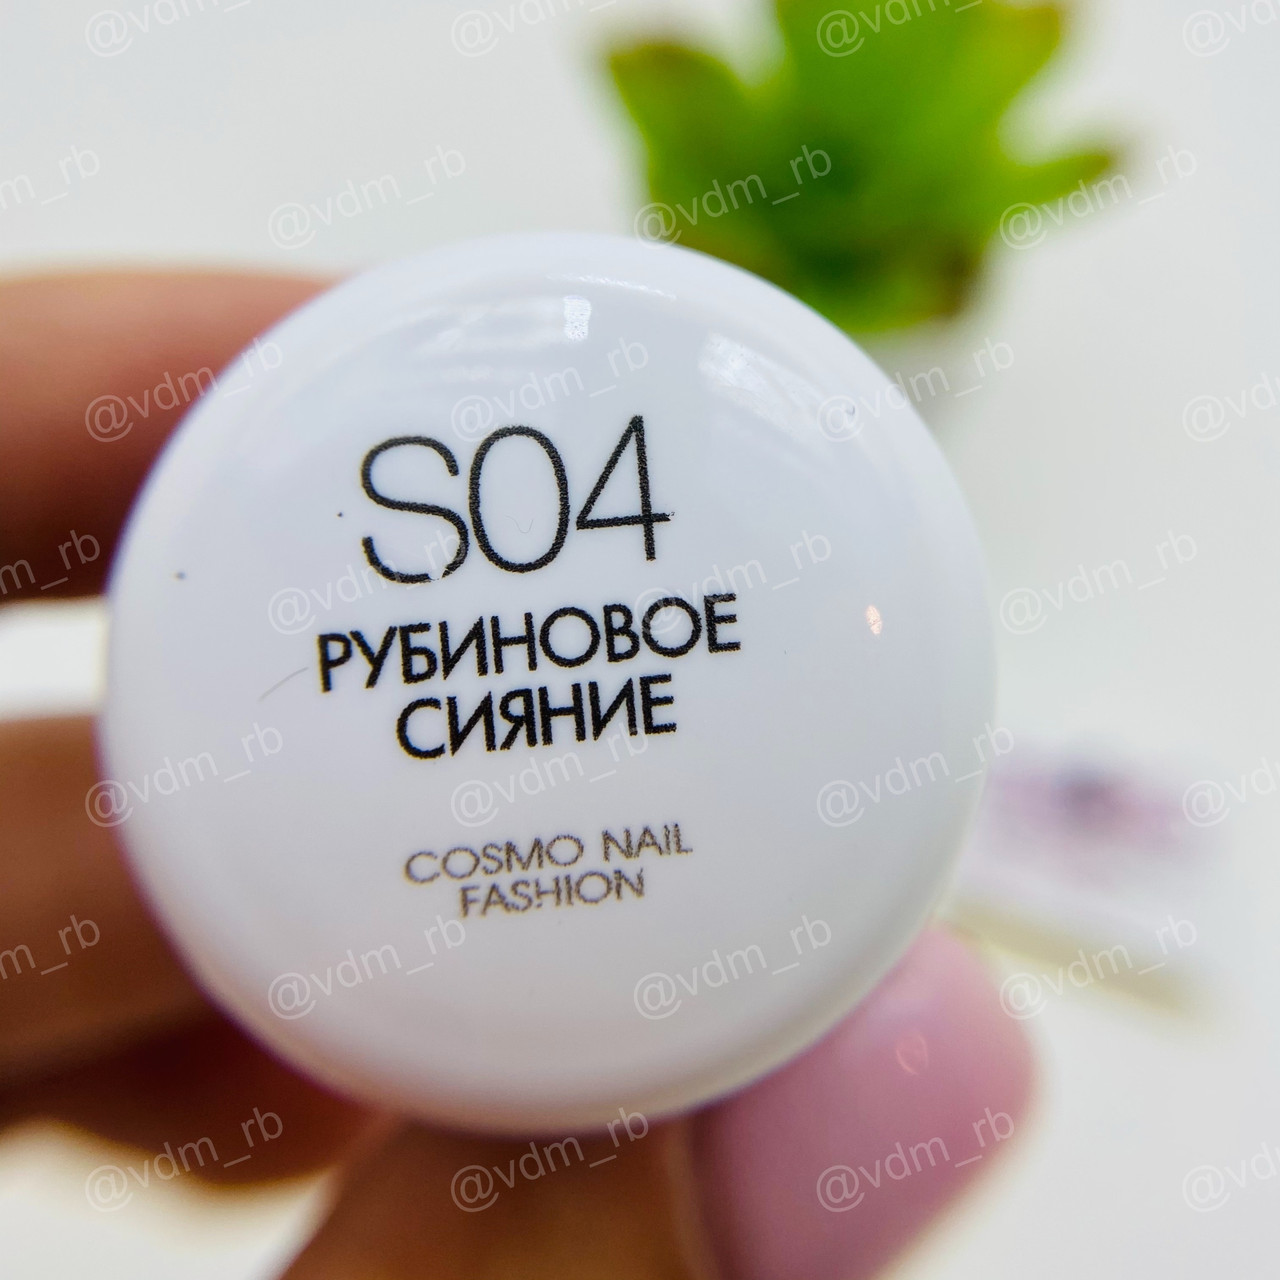 S04
РУБИНОВОЕ
СИЯНИЕ
COSMO NAIL
FASHION
@vdm_rb